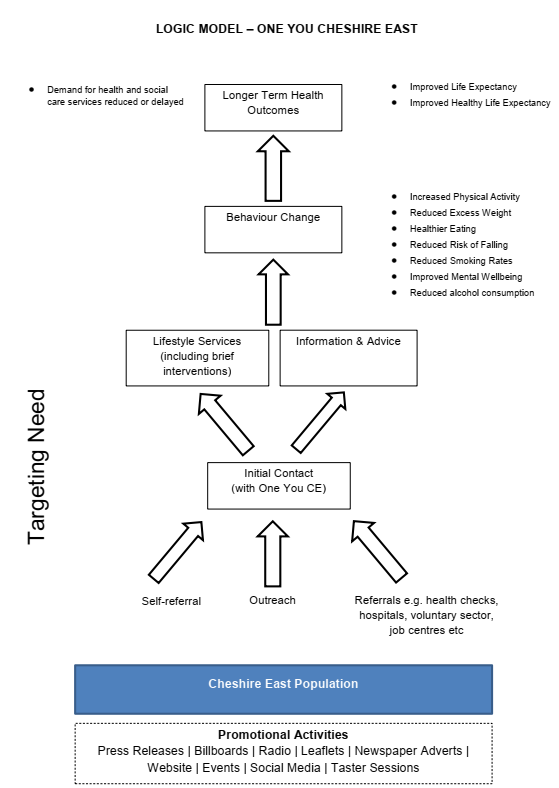 LOGIC MODEL – ONE YOU CHESHIRE EAST
• Demand for health and social
care services reduced or delayed
Longer Term Health
Outcomes
• Improved Life Expectancy
• Improved Healthy Life Expectancy
Behaviour Change
• Increased Physical Activity
• Reduced Excess Weight
• Healthier Eating
• Reduced Risk of Falling
• Reduced Smoking Rates
• Improved Mental Wellbeing
• Reduced alcohol consumption
Lifestyle Services
(including brief
interventions)
Information & Advice
Targeting Need
Initial Contact
(with One You CE)
Self-referral
Outreach
Referrals e.g. health checks,
hospitals, voluntary sector,
job centres etc
Cheshire East Population
Promotional Activities
Press Releases | Billboards | Radio | Leaflets | Newspaper Adverts |
Website | Events | Social Media | Taster Sessions